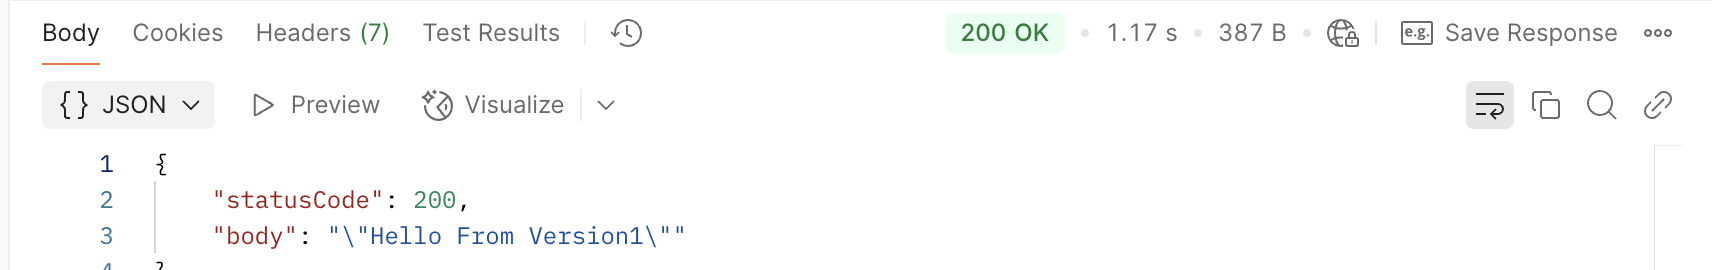 Body Cookies Headers (7) Test Results 200 OK • 1.17 s • 387 B • e.g. Save Response
{} JSON Preview Visualize
1 {
2 "statusCode": 200,
3 "body": "\"Hello From Version1\""
4 }